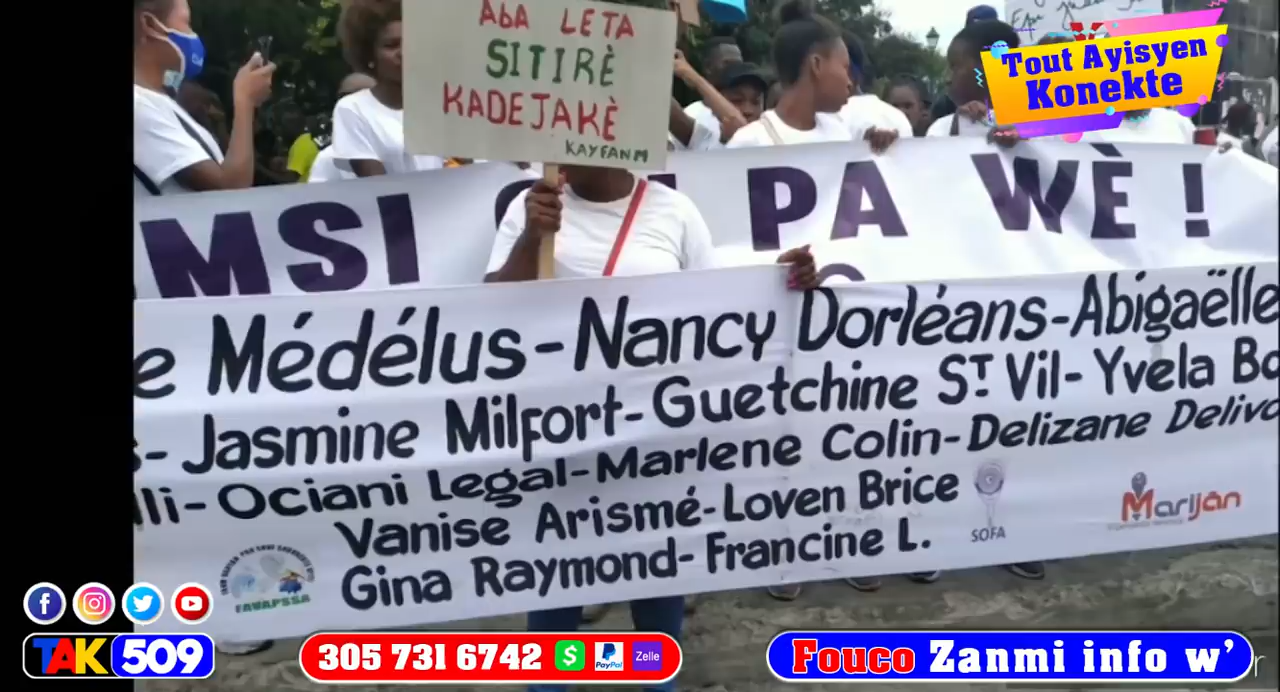 ABA LETA
SITIRÈ
KADEJAKÈ
KAYFANM
Tout Ayisyen
Konekte
MSI PA WÈ !
e Médélus-Nancy Dorléans-Abigaëlle
s- Jasmine Milfort-Guetchine ST Vil- Yvela Bo
lli-Ociani Legal-Marlene Colin-Delizane Deliva
Vanise Arismé-Loven Brice
Gina Raymond-Francine L.
SOFA
Marijàn
TAK 509
305 731 6742 $ PayPal Zelle
Fouco Zanmi info w'